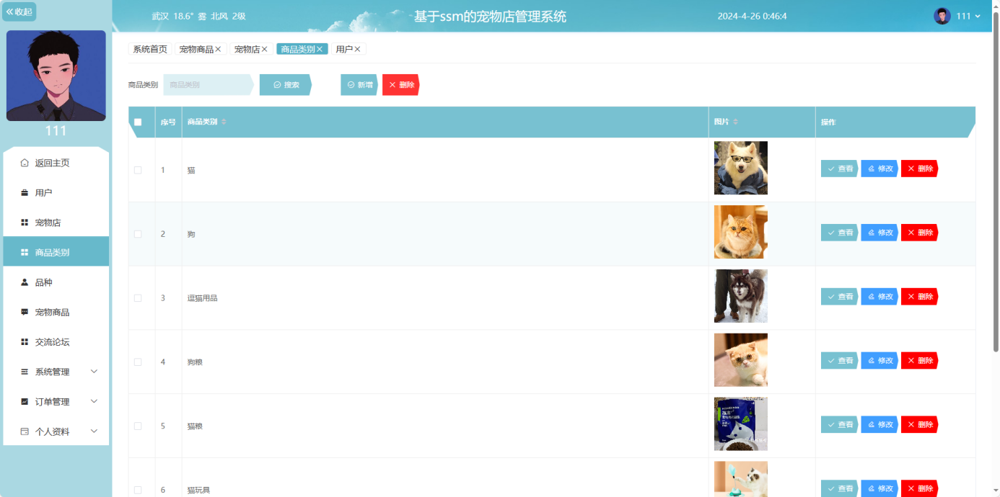 收起
武汉 18.6° 雾 北风 2级
基于ssm的宠物店管理系统
2024-4-26 0:46:4
111
111
返回主页
用户
宠物店
商品类别
品种
宠物商品
交流论坛
系统管理
订单管理
个人资料
系统首页 宠物商品 宠物店 商品类别 用户
商品类别 商品类别 搜索 新增 删除
序号 商品类别 图片 操作
1 猫 查看 修改 删除
2 狗 查看 修改 删除
3 逗猫用品 查看 修改 删除
4 狗粮 查看 修改 删除
5 猫粮 查看 修改 删除
6 猫玩具 查看 修改 删除